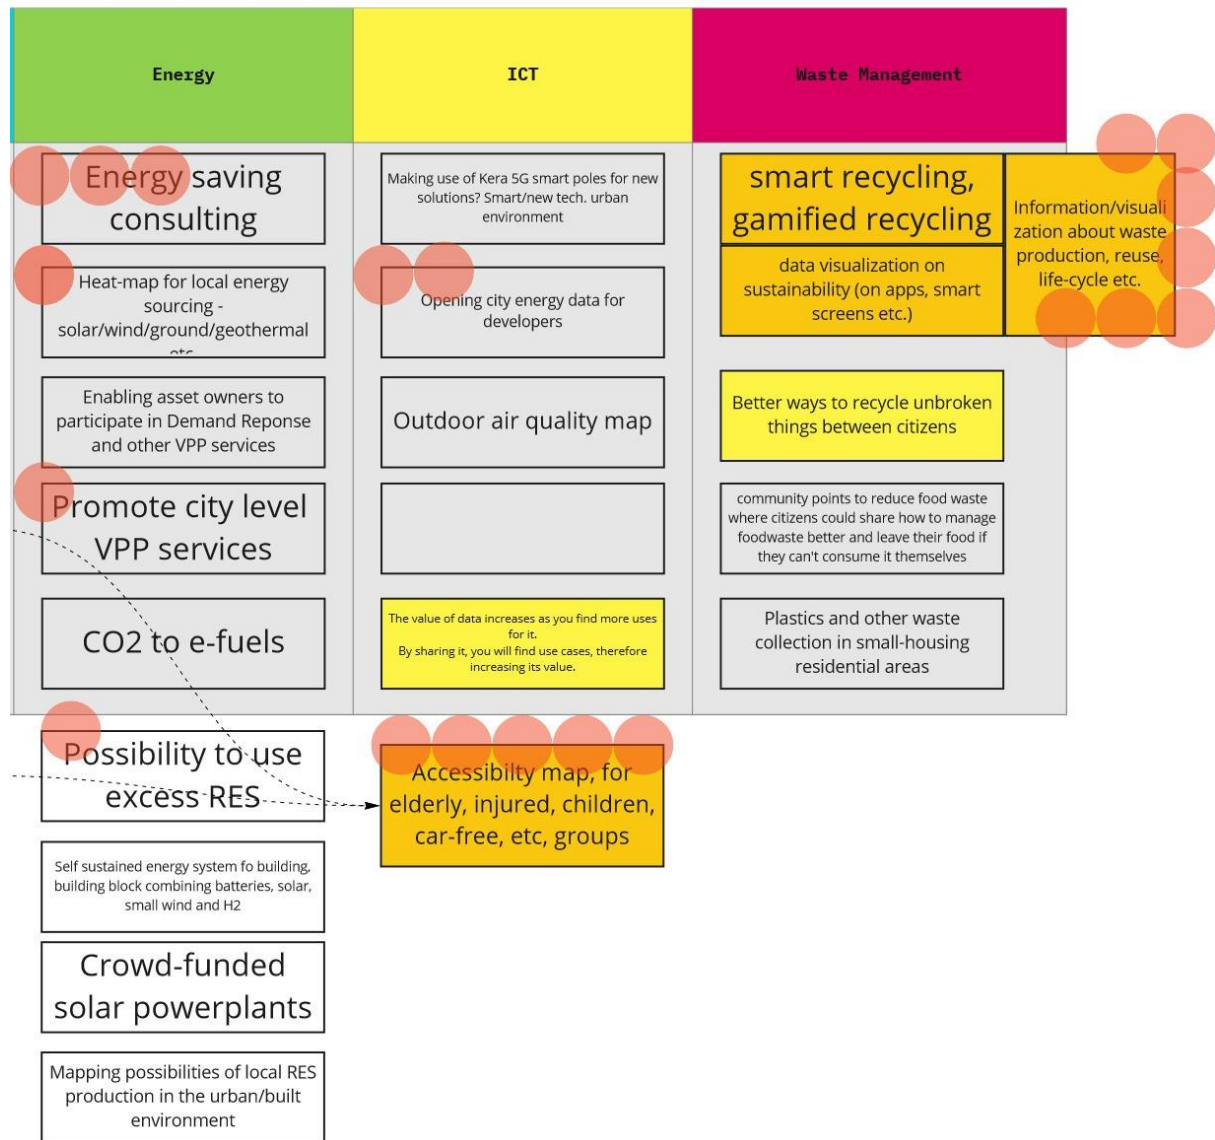 Energy
Energy saving
consulting
Heat-map for local energy
sourcing -
solar/wind/ground/geothermal
etc
Enabling asset owners to
participate in Demand Reponse
and other VPP services
Promote city level
VPP services
CO2 to e-fuels
Possibility to use
excess RES
Self sustained energy system fo building,
building block combining batteries, solar,
small wind and H2
Crowd-funded
solar powerplants
Mapping possibilities of local RES
production in the urban/built
environment
ICT
Making use of Kera 5G smart poles for new
solutions? Smart/new tech. urban
environment
Opening city energy data for
developers
Outdoor air quality map
The value of data increases as you find more uses
for it.
By sharing it, you will find use cases, therefore
increasing its value.
Accessibilty map, for
elderly, injured, children,
car-free, etc, groups
Waste Management
smart recycling,
gamified recycling
data visualization on
sustainability (on apps, smart
screens etc.)
Information/visuali
zation about waste
production, reuse,
life-cycle etc.
Better ways to recycle unbroken
things between citizens
community points to reduce food waste
where citizens could share how to manage
foodwaste better and leave their food if
they can't consume it themselves
Plastics and other waste
collection in small-housing
residential areas